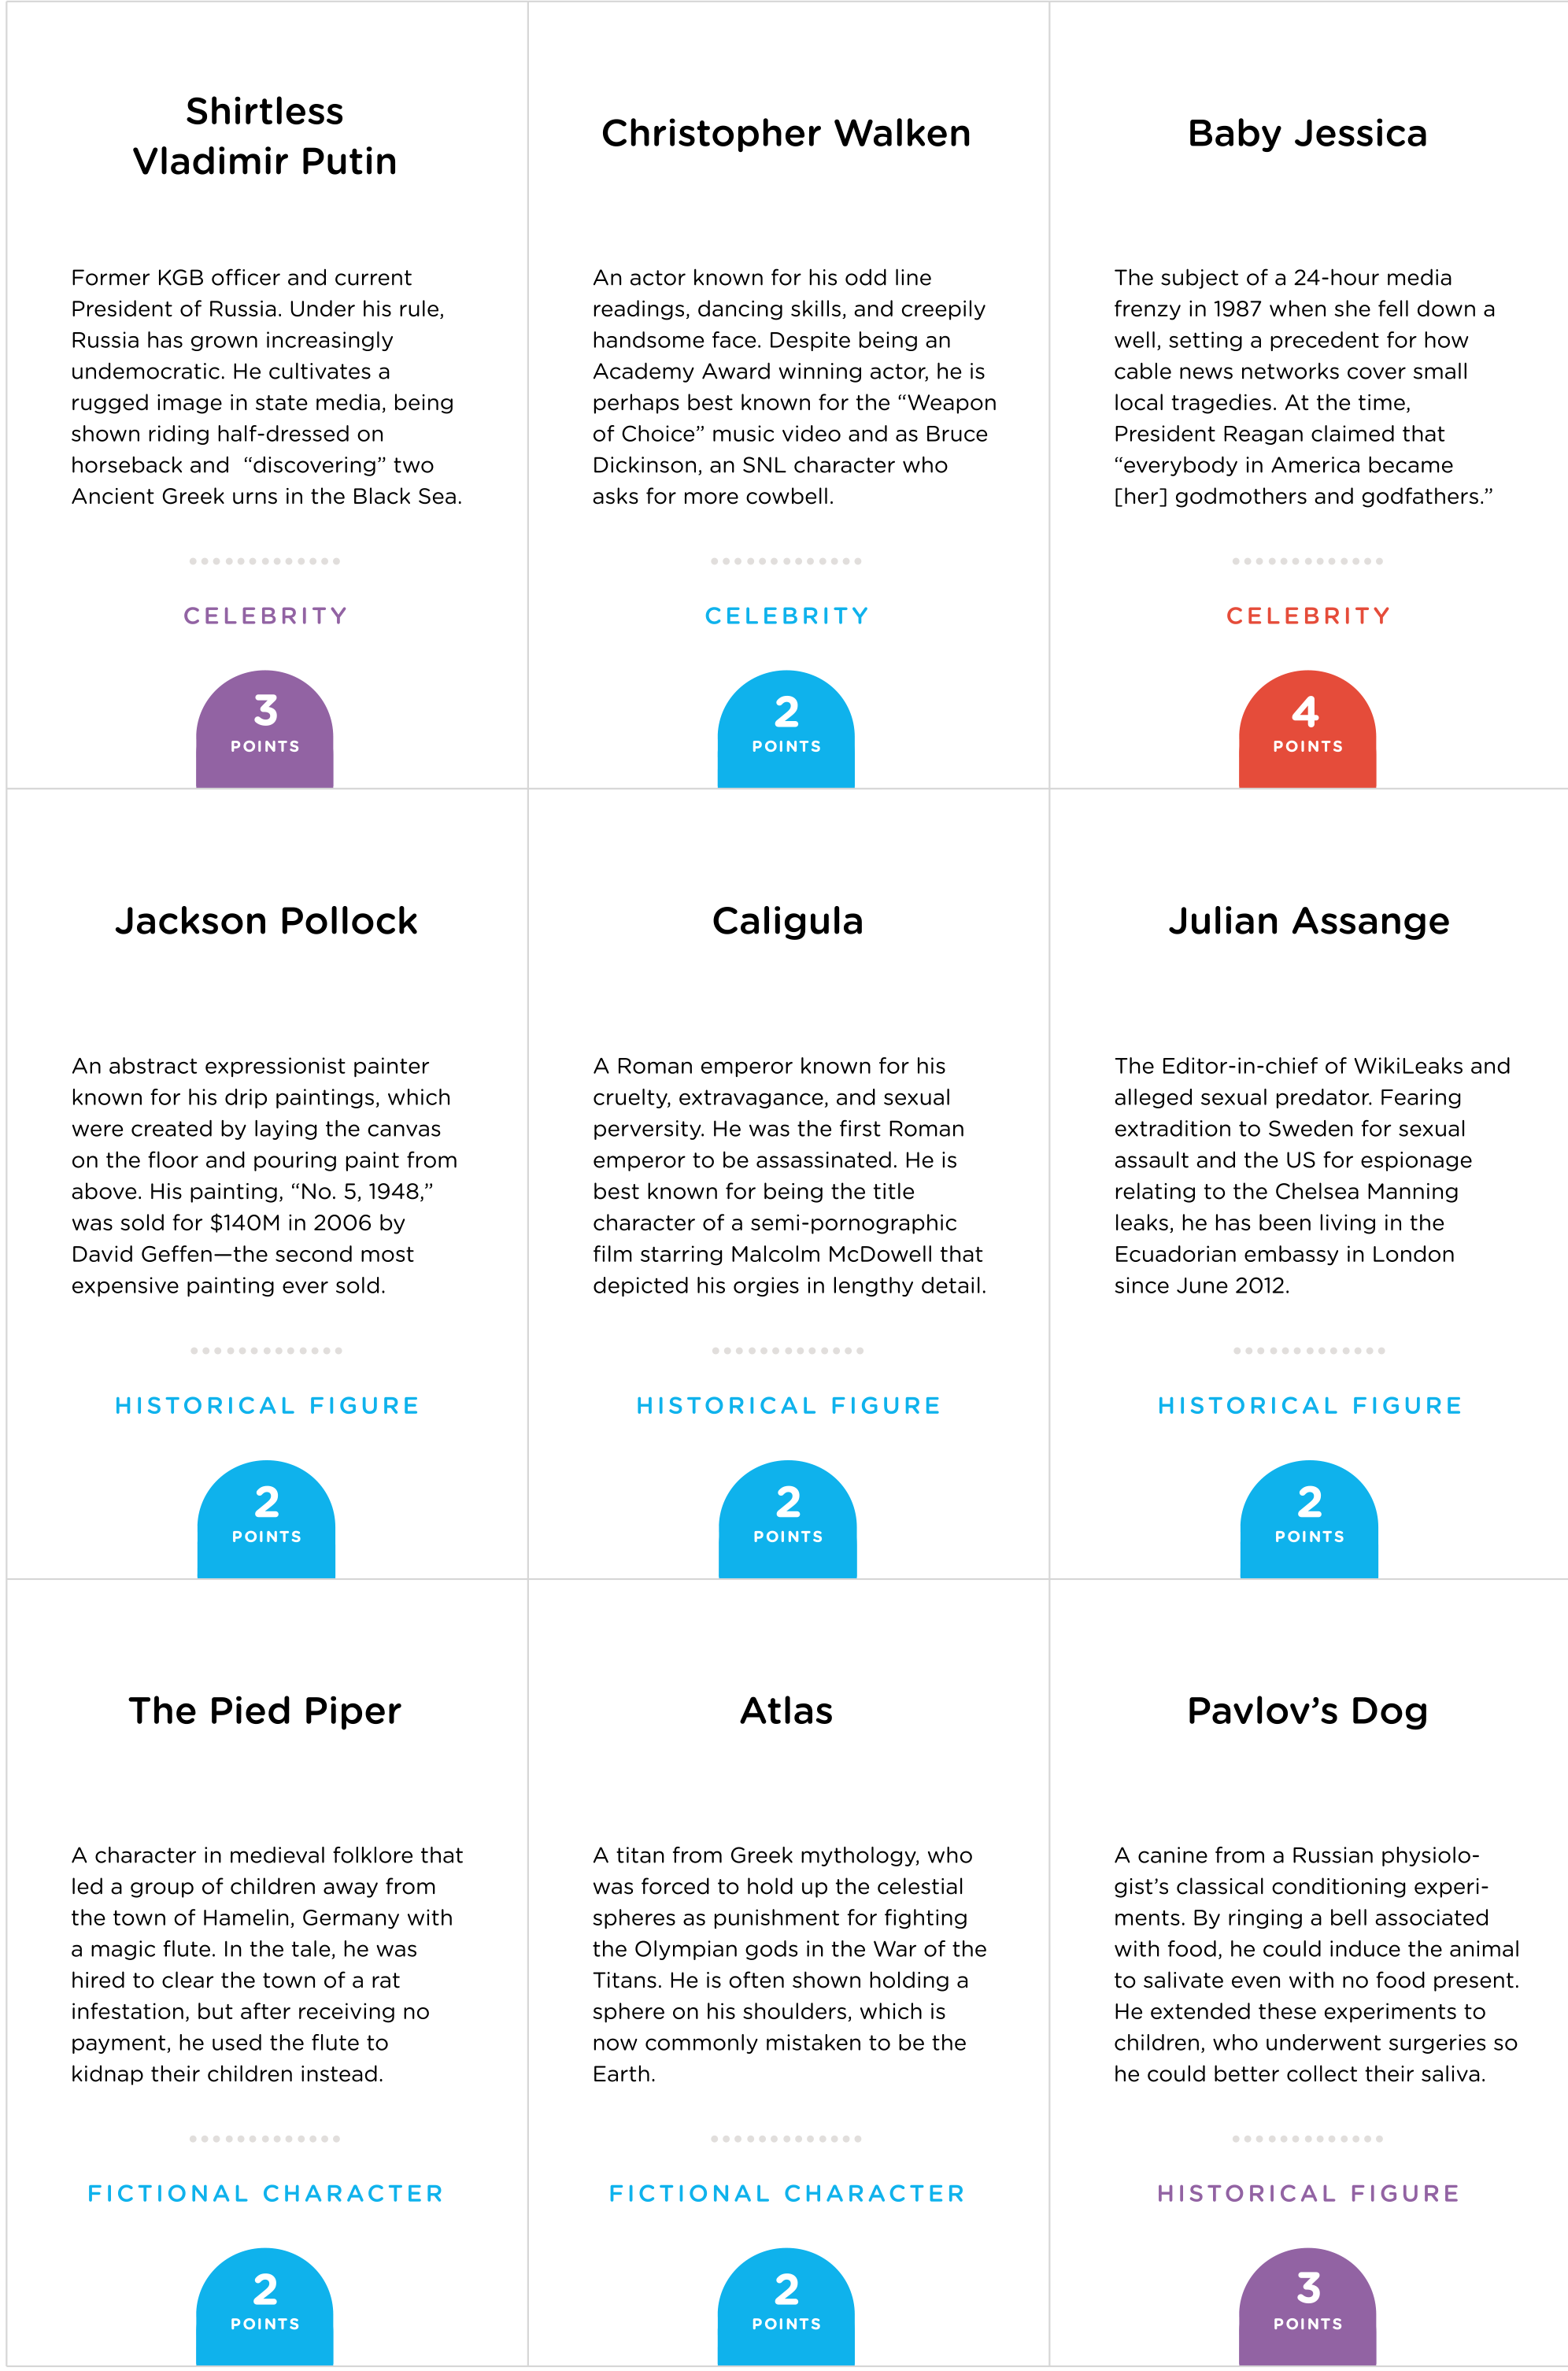 Shirtless
Vladimir Putin
Former KGB officer and current
President of Russia. Under his rule,
Russia has grown increasingly
undemocratic. He cultivates a
rugged image in state media, being
shown riding half-dressed on
horseback and  “discovering” two
Ancient Greek urns in the Black Sea.
CELEBRITY
3
POINTS
Christopher Walken
An actor known for his odd line
readings, dancing skills, and creepily
handsome face. Despite being an
Academy Award winning actor, he is
perhaps best known for the “Weapon
of Choice” music video and as Bruce
Dickinson, an SNL character who
asks for more cowbell.
CELEBRITY
2
POINTS
Baby Jessica
The subject of a 24-hour media
frenzy in 1987 when she fell down a
well, setting a precedent for how
cable news networks cover small
local tragedies. At the time,
President Reagan claimed that
“everybody in America became
[her] godmothers and godfathers.”
CELEBRITY
4
POINTS
Jackson Pollock
An abstract expressionist painter
known for his drip paintings, which
were created by laying the canvas
on the floor and pouring paint from
above. His painting, “No. 5, 1948,”
was sold for $140M in 2006 by
David Geffen—the second most
expensive painting ever sold.
HISTORICAL FIGURE
2
POINTS
Caligula
A Roman emperor known for his
cruelty, extravagance, and sexual
perversity. He was the first Roman
emperor to be assassinated. He is
best known for being the title
character of a semi-pornographic
film starring Malcolm McDowell that
depicted his orgies in lengthy detail.
HISTORICAL FIGURE
2
POINTS
Julian Assange
The Editor-in-chief of WikiLeaks and
alleged sexual predator. Fearing
extradition to Sweden for sexual
assault and the US for espionage
relating to the Chelsea Manning
leaks, he has been living in the
Ecuadorian embassy in London
since June 2012.
HISTORICAL FIGURE
2
POINTS
The Pied Piper
A character in medieval folklore that
led a group of children away from
the town of Hamelin, Germany with
a magic flute. In the tale, he was
hired to clear the town of a rat
infestation, but after receiving no
payment, he used the flute to
kidnap their children instead.
FICTIONAL CHARACTER
2
POINTS
Atlas
A titan from Greek mythology, who
was forced to hold up the celestial
spheres as punishment for fighting
the Olympian gods in the War of the
Titans. He is often shown holding a
sphere on his shoulders, which is
now commonly mistaken to be the
Earth.
FICTIONAL CHARACTER
2
POINTS
Pavlov’s Dog
A canine from a Russian physiolo-
gist’s classical conditioning experi-
ments. By ringing a bell associated
with food, he could induce the animal
to salivate even with no food present.
He extended these experiments to
children, who underwent surgeries so
he could better collect their saliva.
HISTORICAL FIGURE
3
POINTS